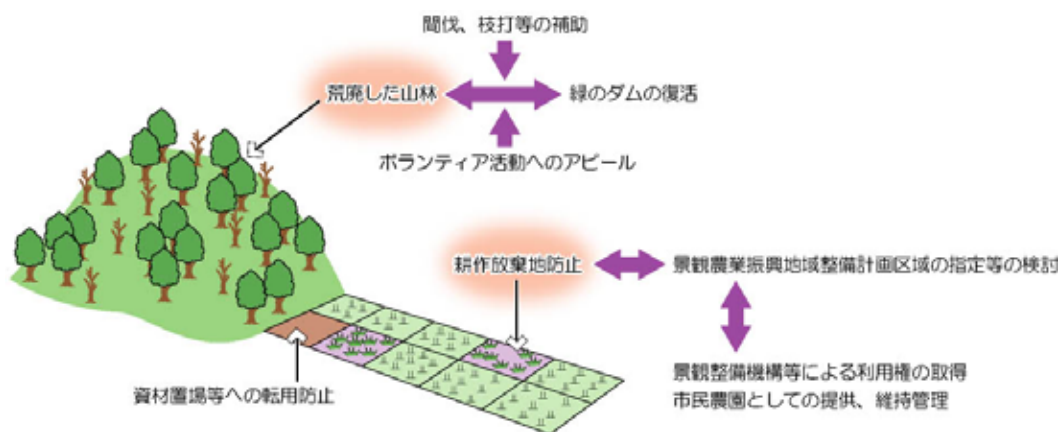 間伐、枝打等の補助
荒廃した山林
緑のダムの復活
ボランティア活動へのアピール
耕作放棄地防止
景観農業振興地域整備計画区域の指定等の検討
資材置場等への転用防止
景観整備機構等による利用権の取得
市民農園としての提供、維持管理